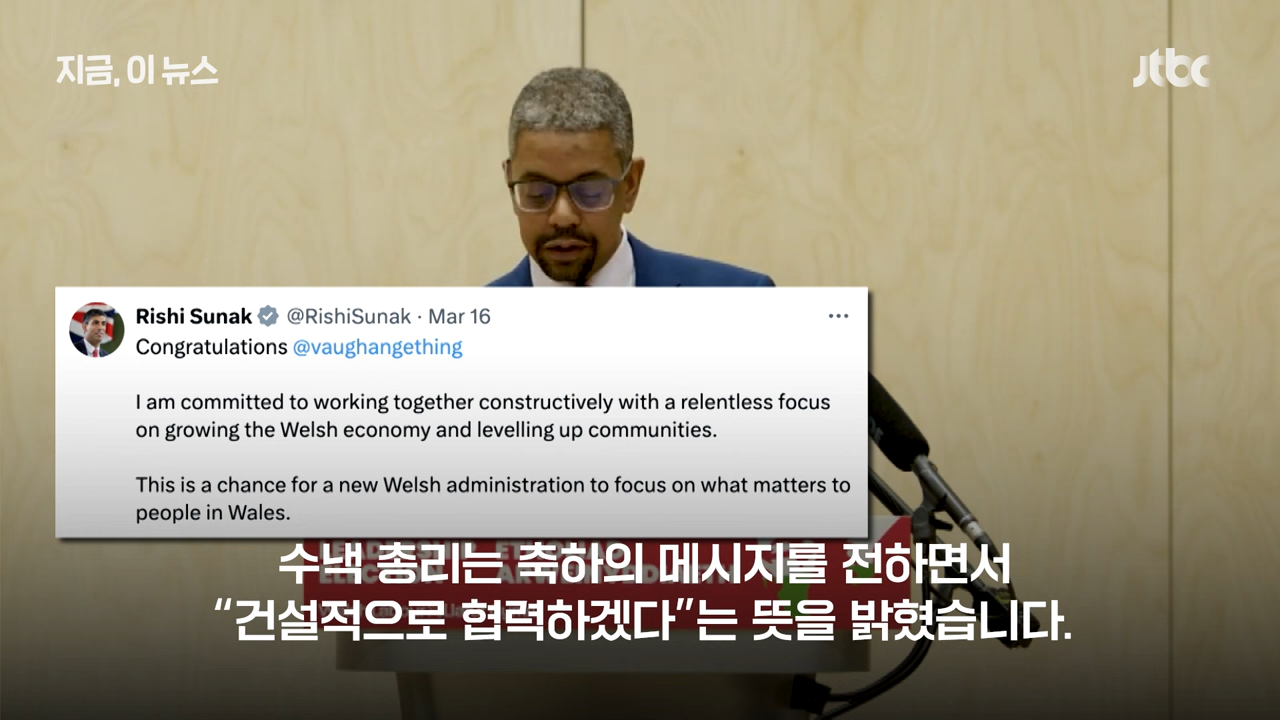 지금, 이 뉴스
jtbc
Rishi Sunak @RishiSunak · Mar 16
Congratulations @vaughangething
I am committed to working together constructively with a relentless focus
on growing the Welsh economy and levelling up communities.
This is a chance for a new Welsh administration to focus on what matters to
people in Wales.
수낵 총리는 축하의 메시지를 전하면서
“건설적으로 협력하겠다”는 뜻을 밝혔습니다.